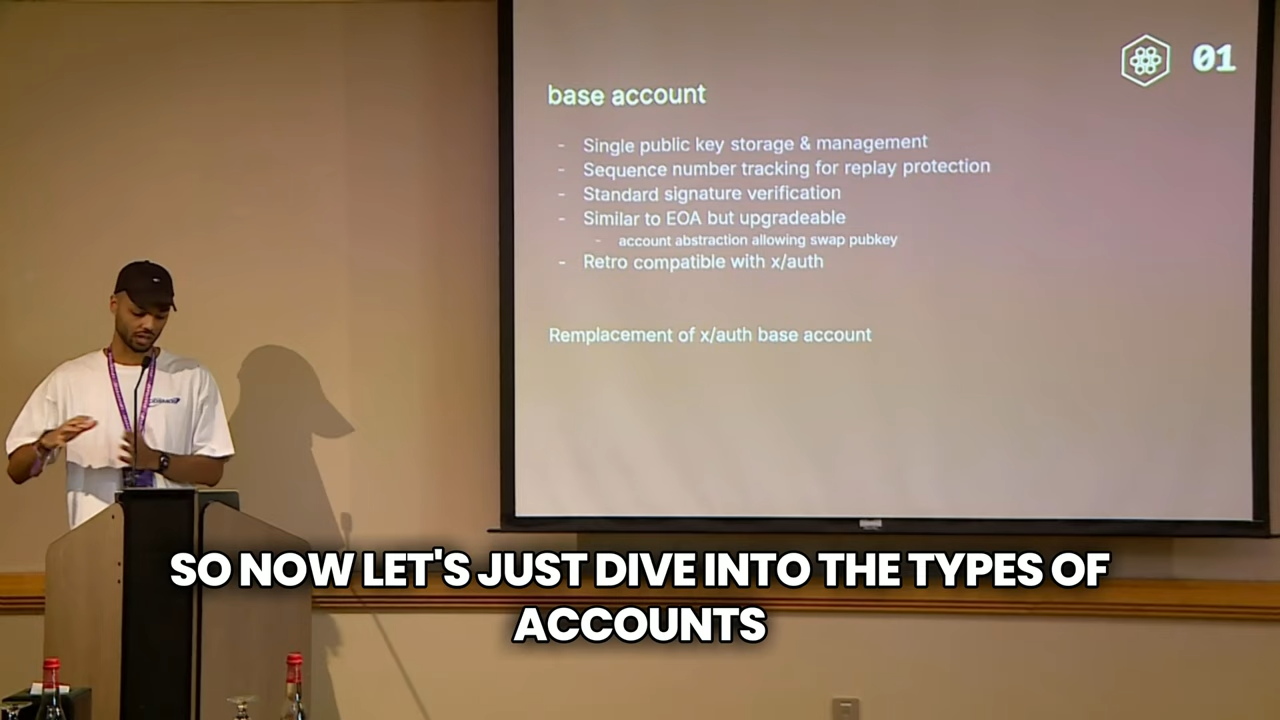 01
base account
- Single public key storage & management
- Sequence number tracking for replay protection
- Standard signature verification
- Similar to EOA but upgradeable
- account abstraction allowing swap pubkey
- Retro compatible with x/auth
Remplacement of x/auth base account
SO NOW LET'S JUST DIVE INTO THE TYPES OF
ACCOUNTS